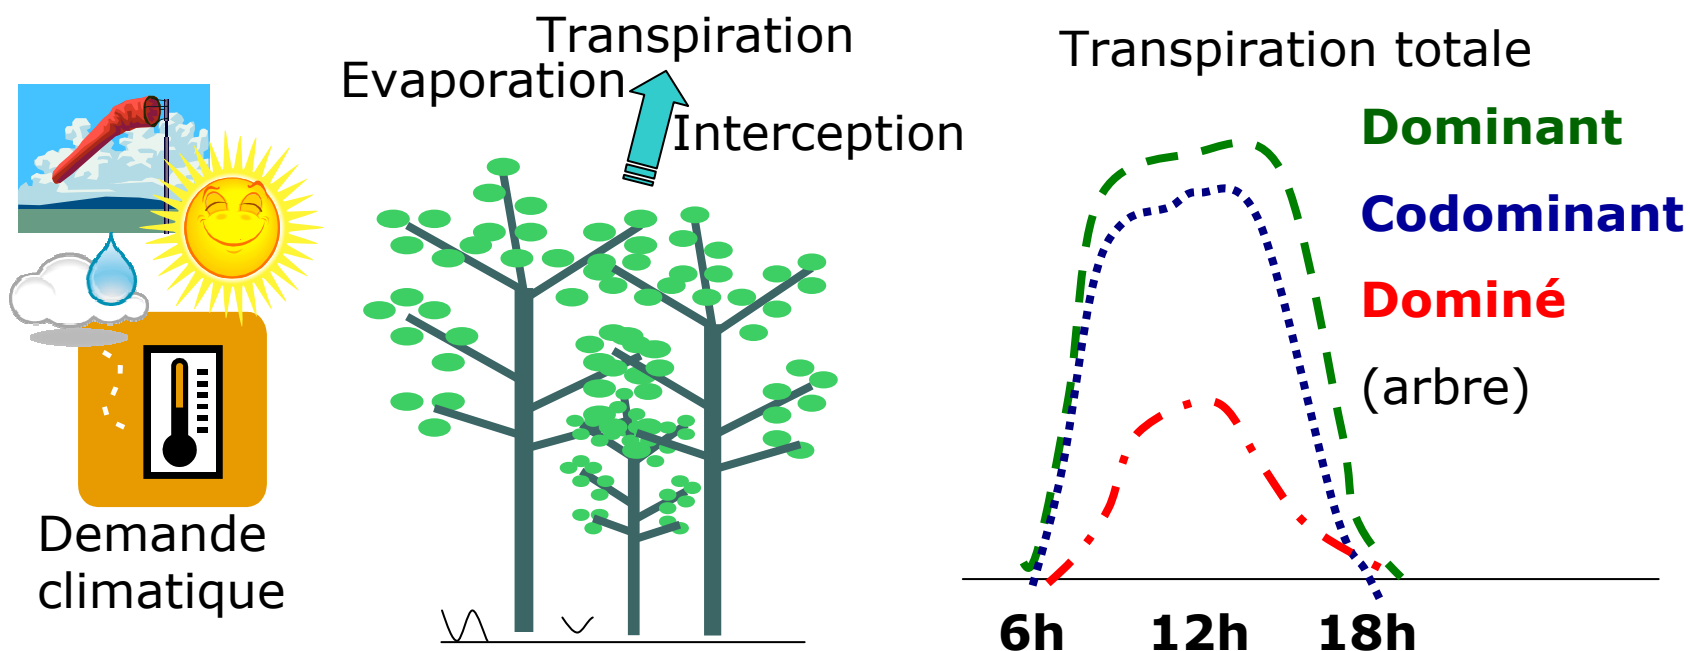 Transpiration
Evaporation
Interception
Demande
climatique
Transpiration totale
Dominant
Codominant
Dominé
(arbre)
6h 12h 18h